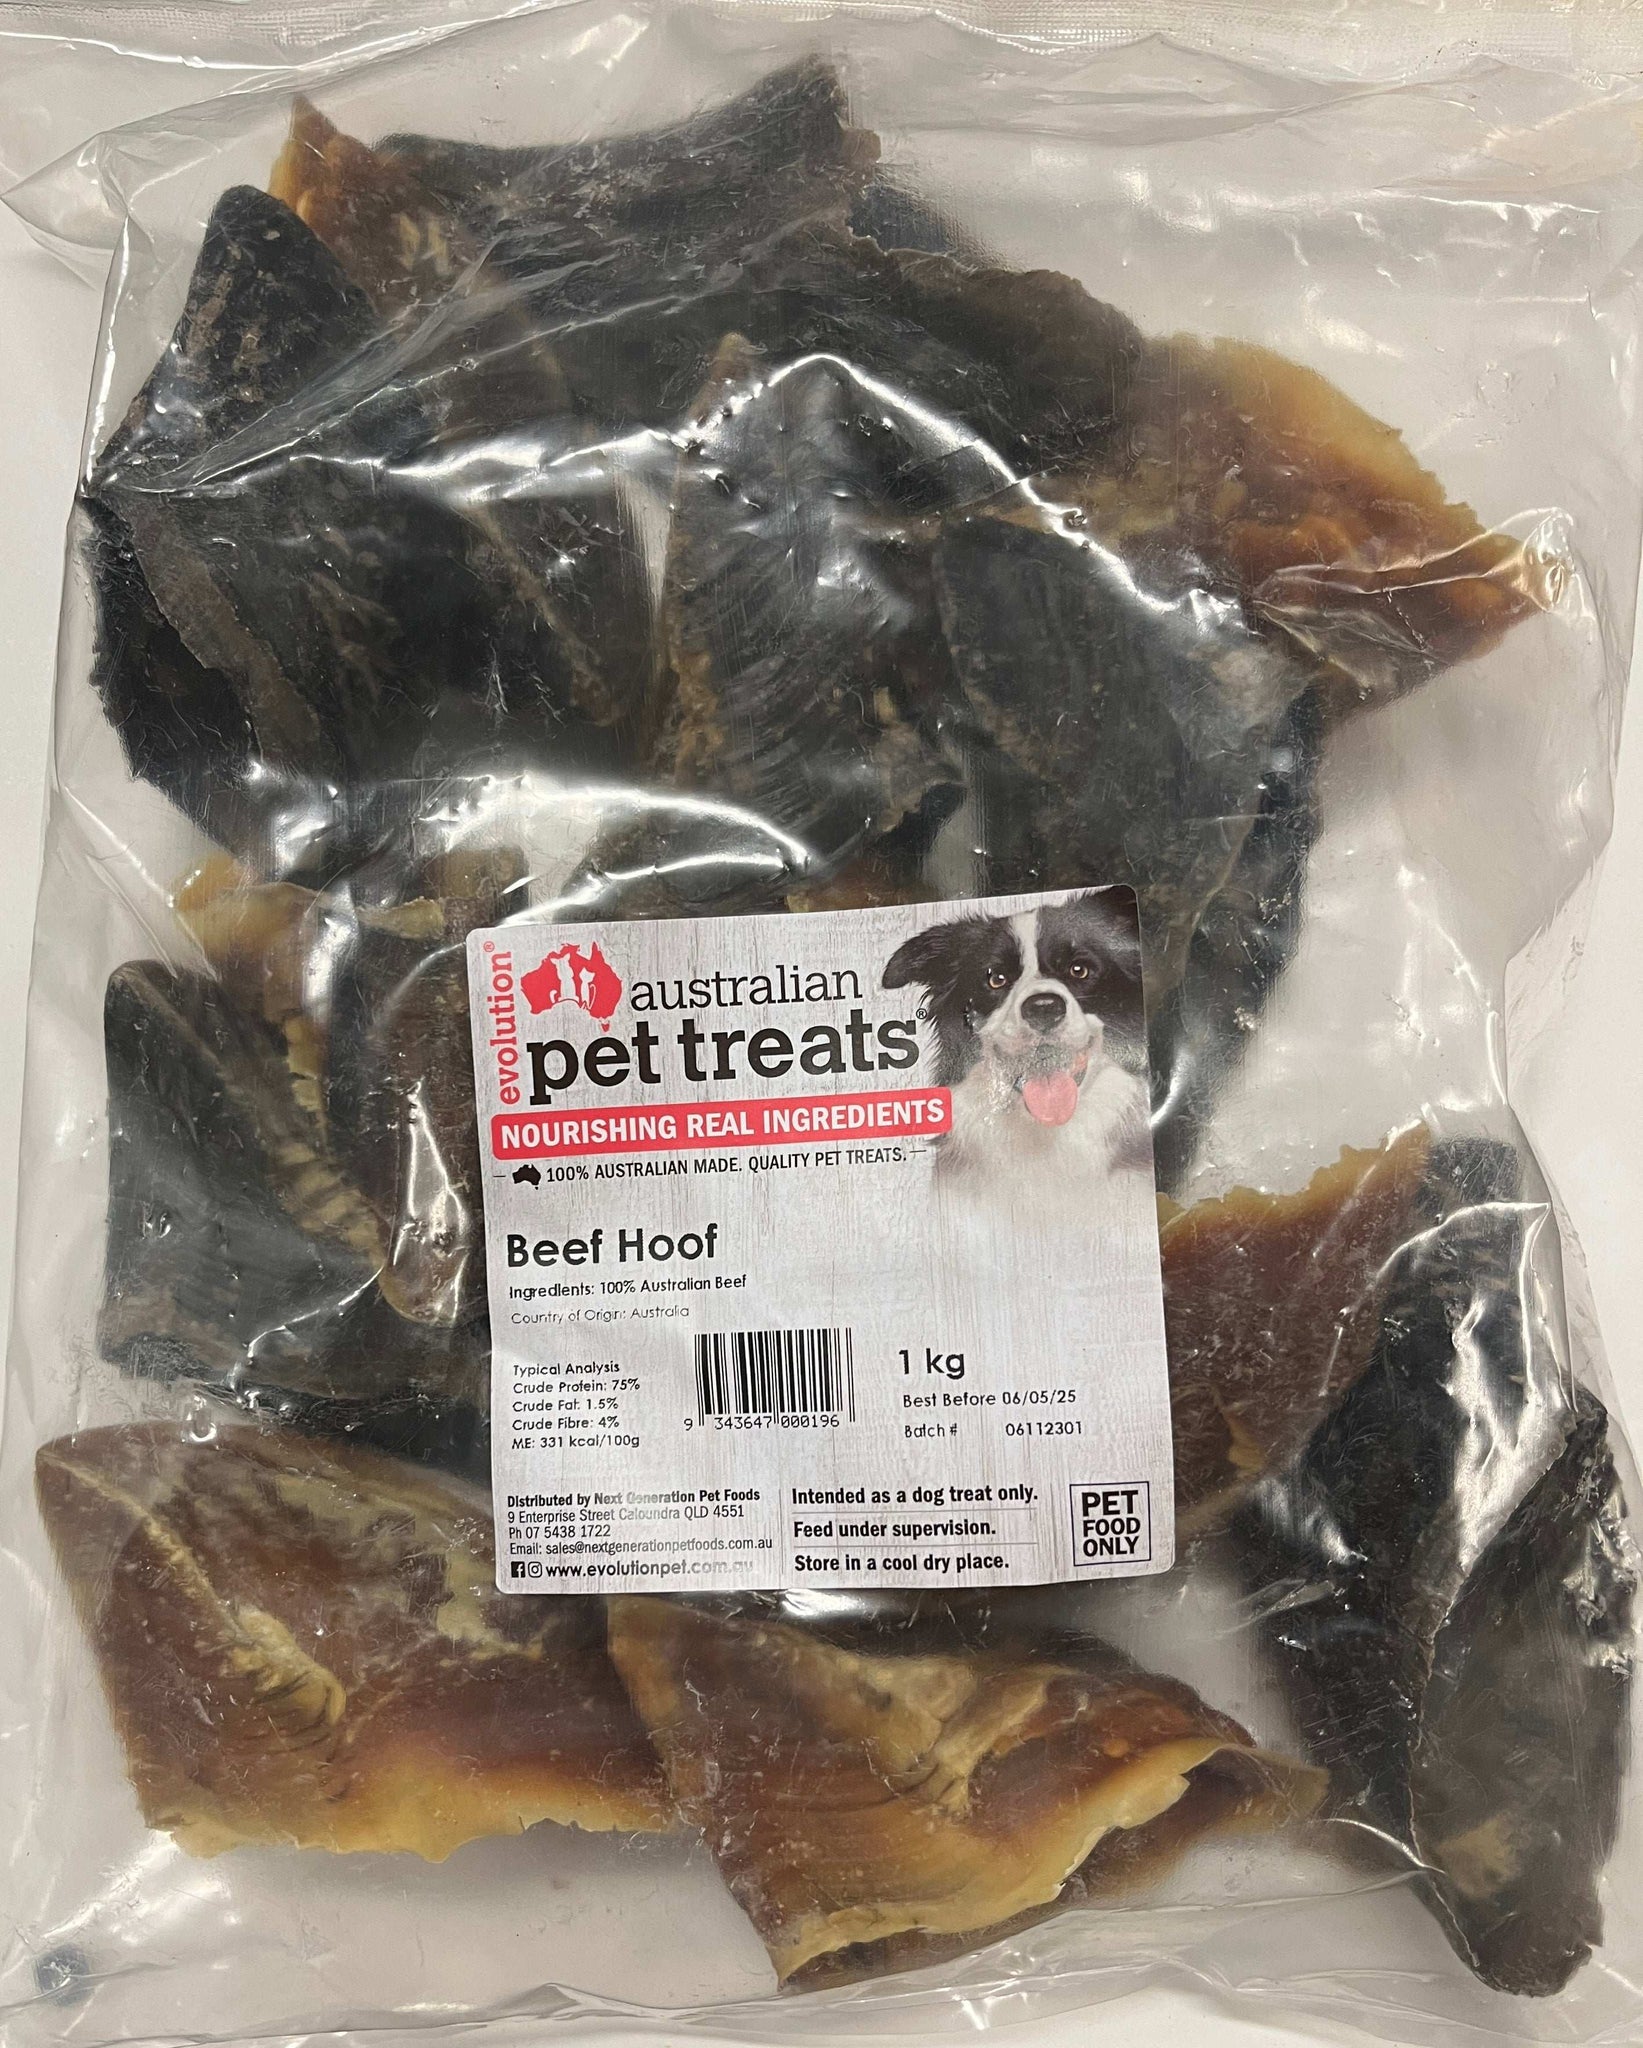 evolution®
australian
pet treats®
NOURISHING REAL INGREDIENTS
100% AUSTRALIAN MADE. QUALITY PET TREATS.
Beef Hoof
Ingredients: 100% Australian Beef
Country of Origin: Australia
Typical Analysis
Crude Protein: 75%
Crude Fat: 1.5%
Crude Fibre: 4%
ME: 331 kcal/100g
9 343647 000196
1 kg
Best Before 06/05/25
Batch # 06112301
Distributed by Next Generation Pet Foods
9 Enterprise Street Caloundra QLD 4551
Ph 07 5438 1722
Email: sales@nextgenerationpetfoods.com.au
www.evolutionpet.com.au
Intended as a dog treat only.
Feed under supervision.
Store in a cool dry place.
PET
FOOD
ONLY